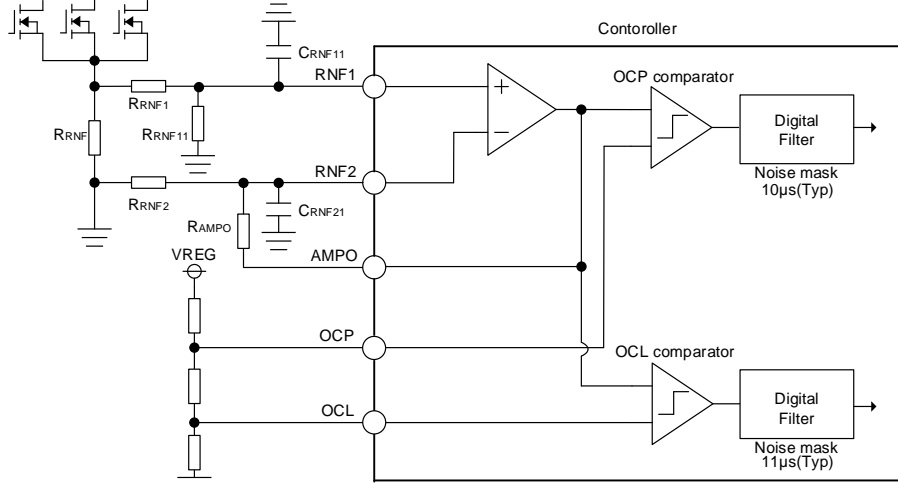 Contoroller
CRNF11
RNF1
OCP comparator
RRNF1
RRNF11
RRNF
Digital
Filter
Noise mask
10µs(Typ)
RNF2
RRNF2
CRNF21
RAMPO
VREG
AMPO
OCP
OCL comparator
OCL
Digital
Filter
Noise mask
11µs(Typ)